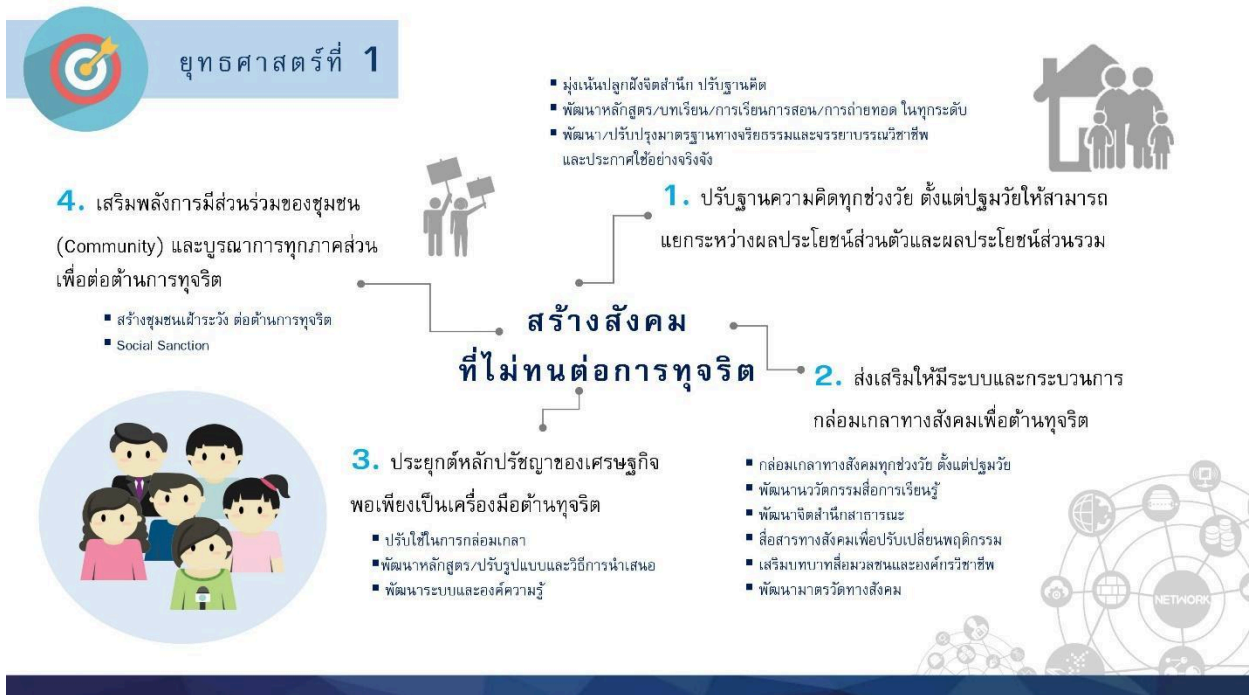 ยุทธศาสตร์ที่ 1
▪ มุ่งเน้นปลูกฝังจิตสำนึก ปรับฐานคิด
▪ พัฒนาหลักสูตร/บทเรียน/การเรียนการสอน/การถ่ายทอด ในทุกระดับ
▪ พัฒนา/ปรับปรุงมาตรฐานทางจริยธรรมและจรรยาบรรณวิชาชีพ
และประกาศใช้อย่างจริงจัง
1. ปรับฐานความคิดทุกช่วงวัย ตั้งแต่ปฐมวัยให้สามารถ
แยกระหว่างผลประโยชน์ส่วนตัวและผลประโยชน์ส่วนรวม
4. เสริมพลังการมีส่วนร่วมของชุมชน
(Community) และบูรณาการทุกภาคส่วน
เพื่อต่อต้านการทุจริต
▪ สร้างชุมชนเฝ้าระวัง ต่อต้านการทุจริต
▪ Social Sanction
สร้างสังคม
ที่ไม่ทนต่อการทุจริต
2. ส่งเสริมให้มีระบบและกระบวนการ
กล่อมเกลาทางสังคมเพื่อต้านทุจริต
▪ กล่อมเกลาทางสังคมทุกช่วงวัย ตั้งแต่ปฐมวัย
▪ พัฒนานวัตกรรมสื่อการเรียนรู้
▪ พัฒนาจิตสำนึกสาธารณะ
▪ สื่อสารทางสังคมเพื่อปรับเปลี่ยนพฤติกรรม
▪ เสริมบทบาทสื่อมวลชนและองค์กรวิชาชีพ
▪ พัฒนามาตรวัดทางสังคม
3. ประยุกต์หลักปรัชญาของเศรษฐกิจ
พอเพียงเป็นเครื่องมือต้านทุจริต
▪ ปรับใช้ในการกล่อมเกลา
▪พัฒนาหลักสูตร/ปรับรูปแบบและวิธีการนำเสนอ
▪ พัฒนาระบบและองค์ความรู้
NETWORK